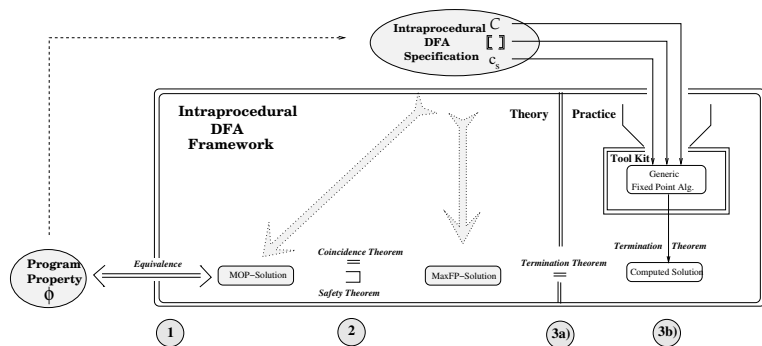 Intraprocedural
DFA
Specification
C
⟦ ⟧
c_s
Intraprocedural
DFA
Framework
Theory
Practice
Tool Kit
Generic
Fixed Point Alg.
Termination Theorem
Computed Solution
Program
Property
ϕ
Equivalence
MOP−Solution
Coincidence Theorem
=
⊒
Safety Theorem
MaxFP−Solution
Termination Theorem
=
1
2
3a)
3b)